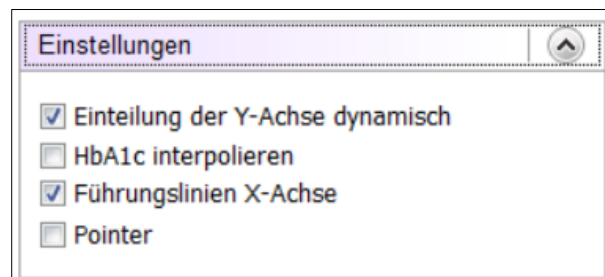 Einstellungen
Einteilung der Y-Achse dynamisch
HbA1c interpolieren
Führungslinien X-Achse
Pointer